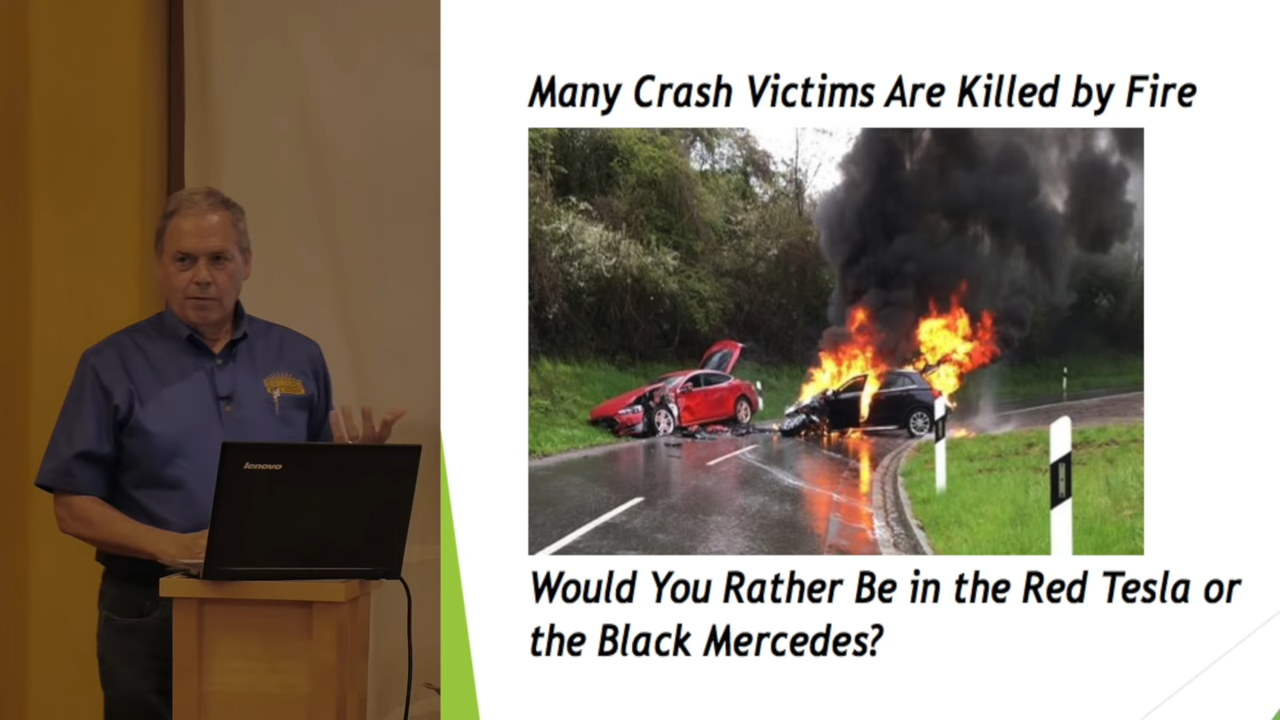 Many Crash Victims Are Killed by Fire
lenovo
Would You Rather Be in the Red Tesla or
the Black Mercedes?